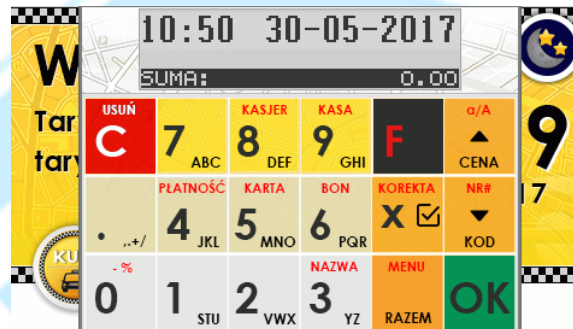 10:50 30-05-2017
SUMA: 0.00
W
Tar
tary
9
17
USUŃ
C
7 ABC
KASJER
8 DEF
KASA
9 GHI
F
a/A
CENA
. ,.+/
PŁATNOŚĆ
4 JKL
KARTA
5 MNO
BON
6 PQR
KOREKTA
X
NR#
KOD
KU
- %
0
1 STU
2 VWX
NAZWA
3 YZ
MENU
RAZEM
OK